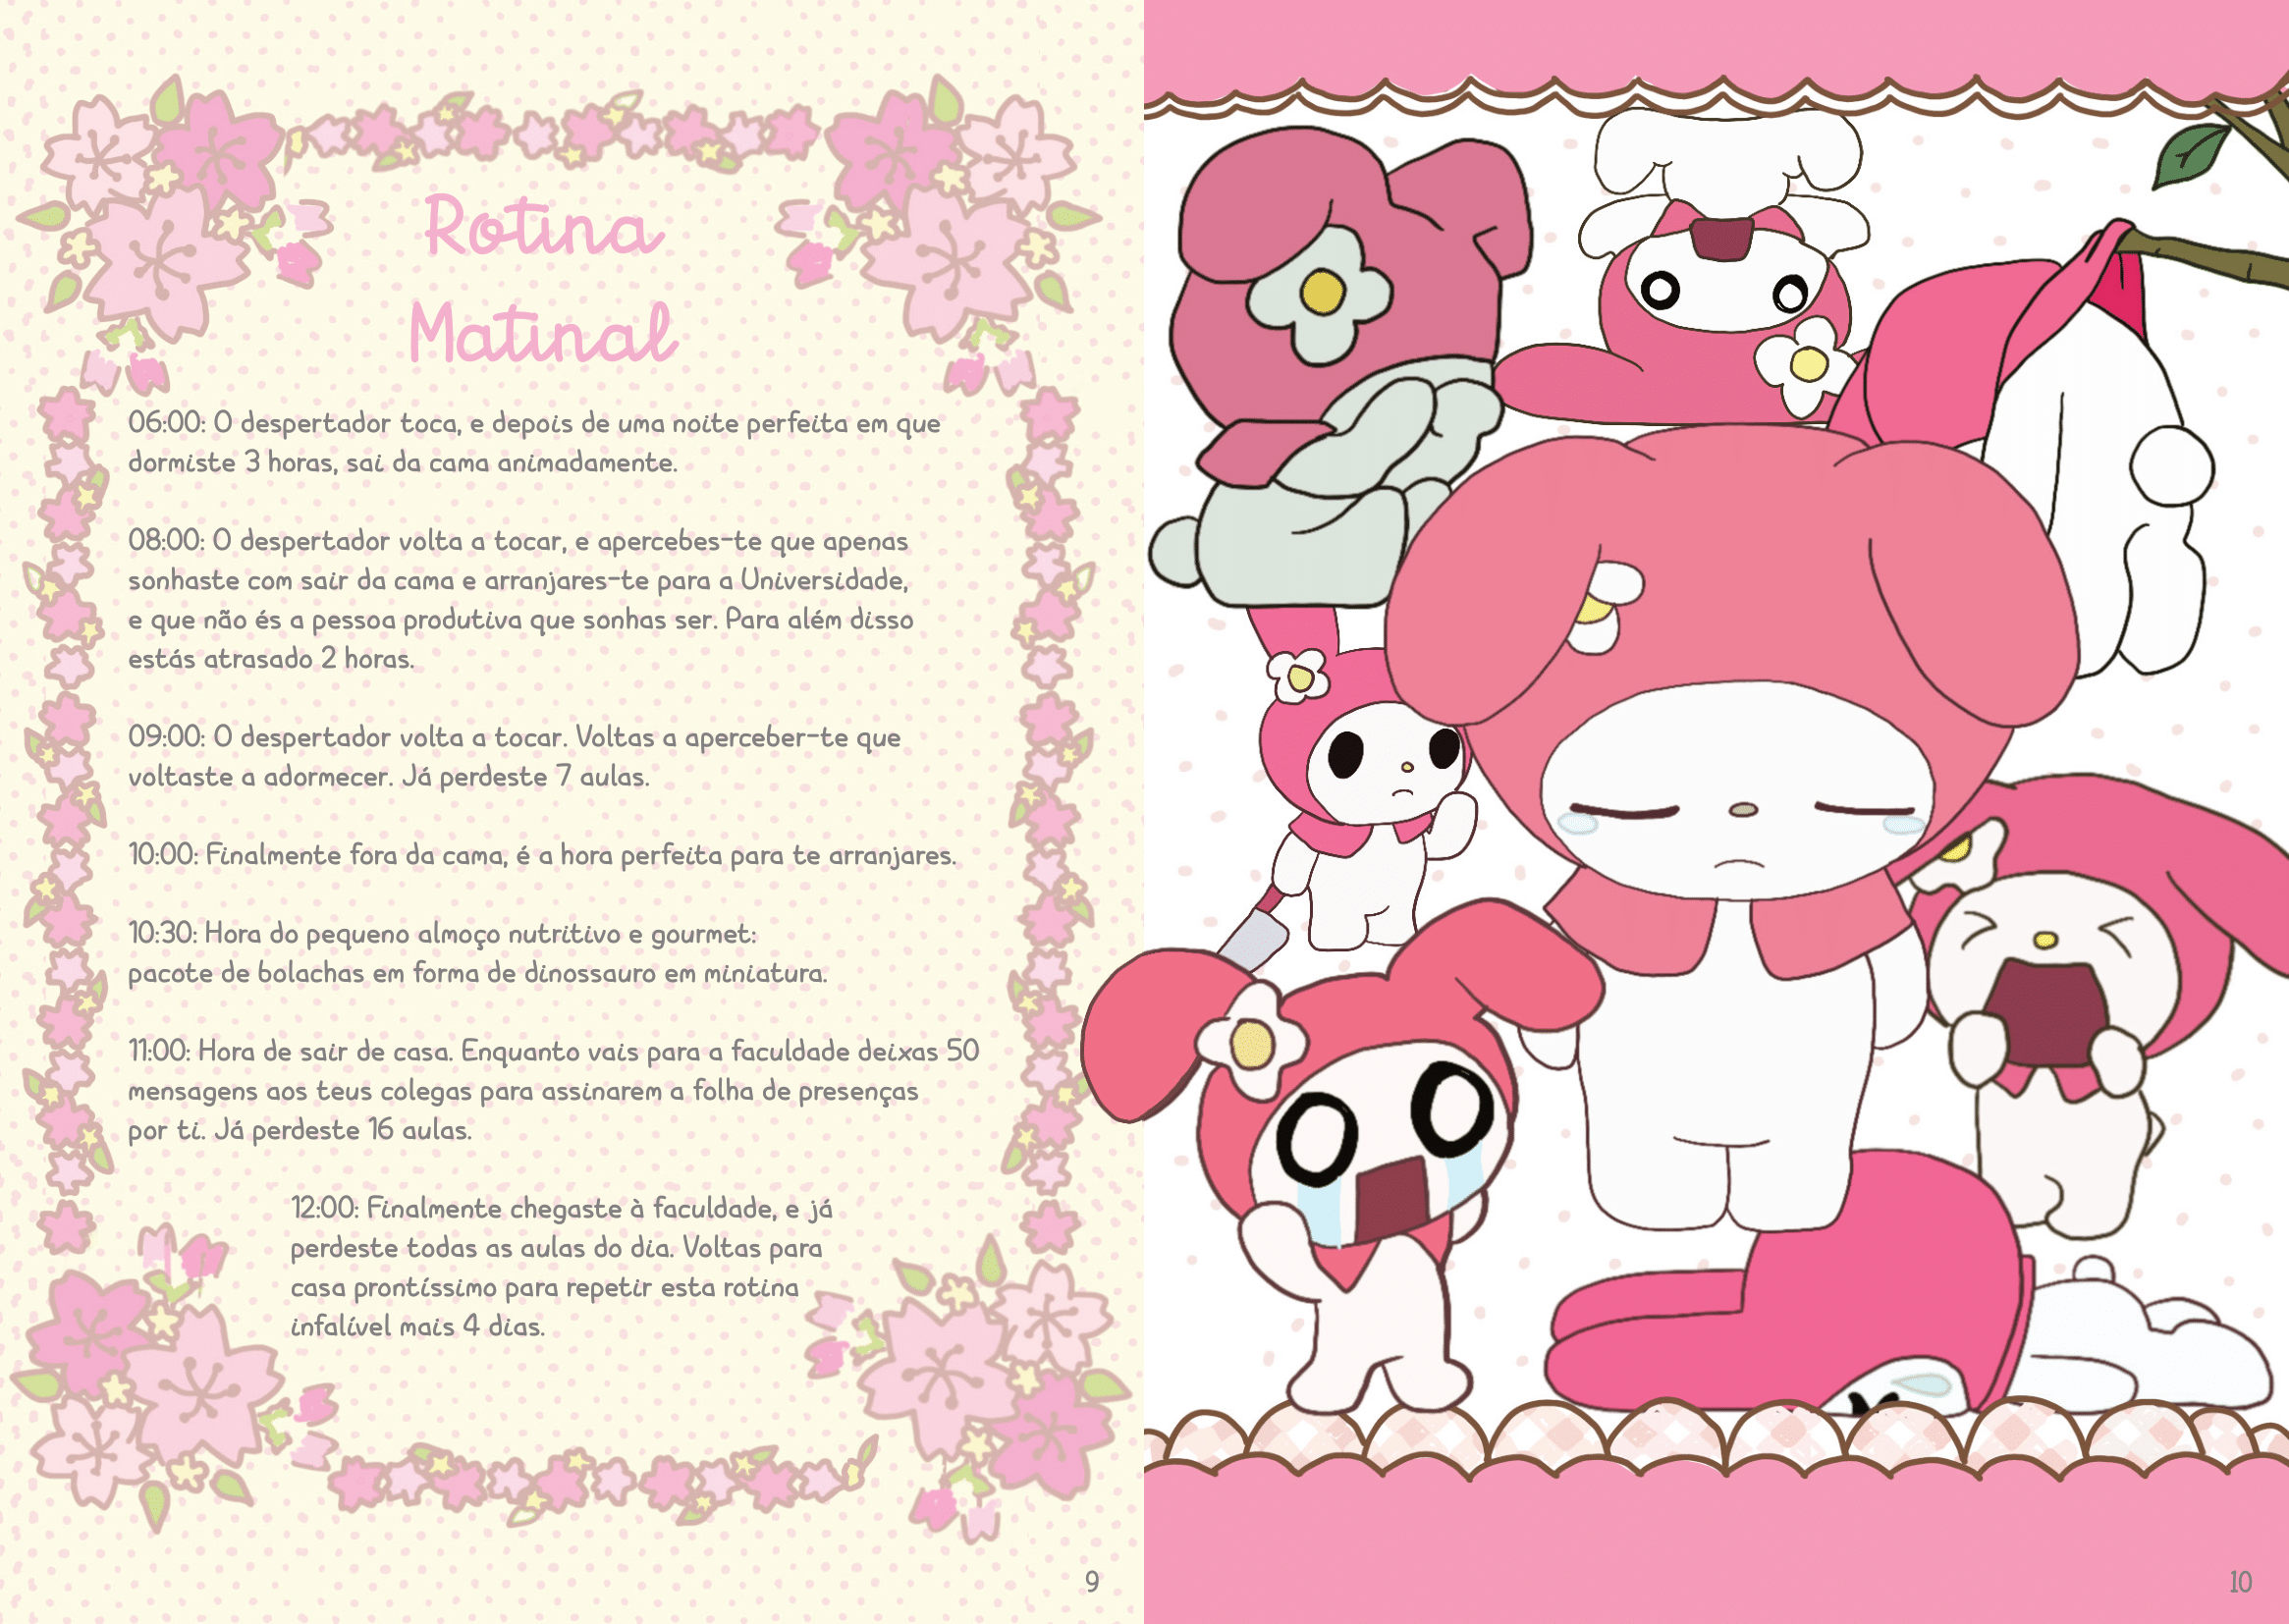 Rotina
Matinal
06:00: O despertador toca, e depois de uma noite perfeita em que
dormiste 3 horas, sai da cama animadamente.
08:00: O despertador volta a tocar, e apercebes-te que apenas
sonhaste com sair da cama e arranjares-te para a Universidade,
e que não és a pessoa produtiva que sonhas ser. Para além disso
estás atrasado 2 horas.
09:00: O despertador volta a tocar. Voltas a aperceber-te que
voltaste a adormecer. Já perdeste 7 aulas.
10:00: Finalmente fora da cama, é a hora perfeita para te arranjares.
10:30: Hora do pequeno almoço nutritivo e gourmet:
pacote de bolachas em forma de dinossauro em miniatura.
11:00: Hora de sair de casa. Enquanto vais para a faculdade deixas 50
mensagens aos teus colegas para assinarem a folha de presenças
por ti. Já perdeste 16 aulas.
12:00: Finalmente chegaste à faculdade, e já
perdeste todas as aulas do dia. Voltas para
casa prontíssimo para repetir esta rotina
infalível mais 4 dias.
9
10